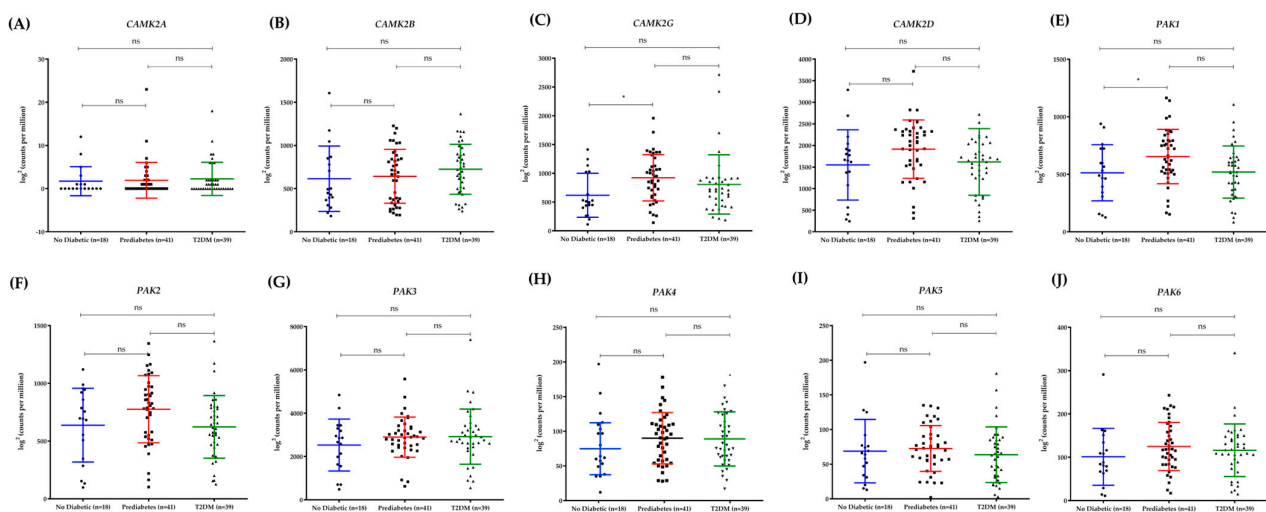 (A)
CAMK2A
ns
ns
ns
log² (counts per million)
30
20
10
0
-10
No Diabetic (n=18) Prediabetes (n=41) T2DM (n=39)
(B)
CAMK2B
ns
ns
ns
log² (counts per million)
2000
1500
1000
500
0
No Diabetic (n=18) Prediabetes (n=41) T2DM (n=39)
(C)
CAMK2G
ns
ns
*
log² (counts per million)
3000
2500
2000
1500
1000
500
0
No Diabetic (n=18) Prediabetes (n=41) T2DM (n=39)
(D)
CAMK2D
ns
ns
ns
log² (counts per million)
4000
3500
3000
2500
2000
1500
1000
500
0
No Diabetic (n=18) Prediabetes (n=41) T2DM (n=39)
(E)
PAK1
ns
ns
*
log² (counts per million)
1500
1000
500
0
No Diabetic (n=18) Prediabetes (n=41) T2DM (n=39)
(F)
PAK2
ns
ns
ns
log² (counts per million)
1500
1000
500
0
No Diabetic (n=18) Prediabetes (n=41) T2DM (n=39)
(G)
PAK3
ns
ns
ns
log² (counts per million)
8000
6000
4000
2000
0
No Diabetic (n=18) Prediabetes (n=41) T2DM (n=39)
(H)
PAK4
ns
ns
ns
log² (counts per million)
250
200
150
100
50
0
No Diabetic (n=18) Prediabetes (n=41) T2DM (n=39)
(I)
PAK5
ns
ns
ns
log² (counts per million)
250
200
150
100
50
0
No Diabetic (n=18) Prediabetes (n=41) T2DM (n=39)
(J)
PAK6
ns
ns
ns
log² (counts per million)
400
300
200
100
0
No Diabetic (n=18) Prediabetes (n=41) T2DM (n=39)